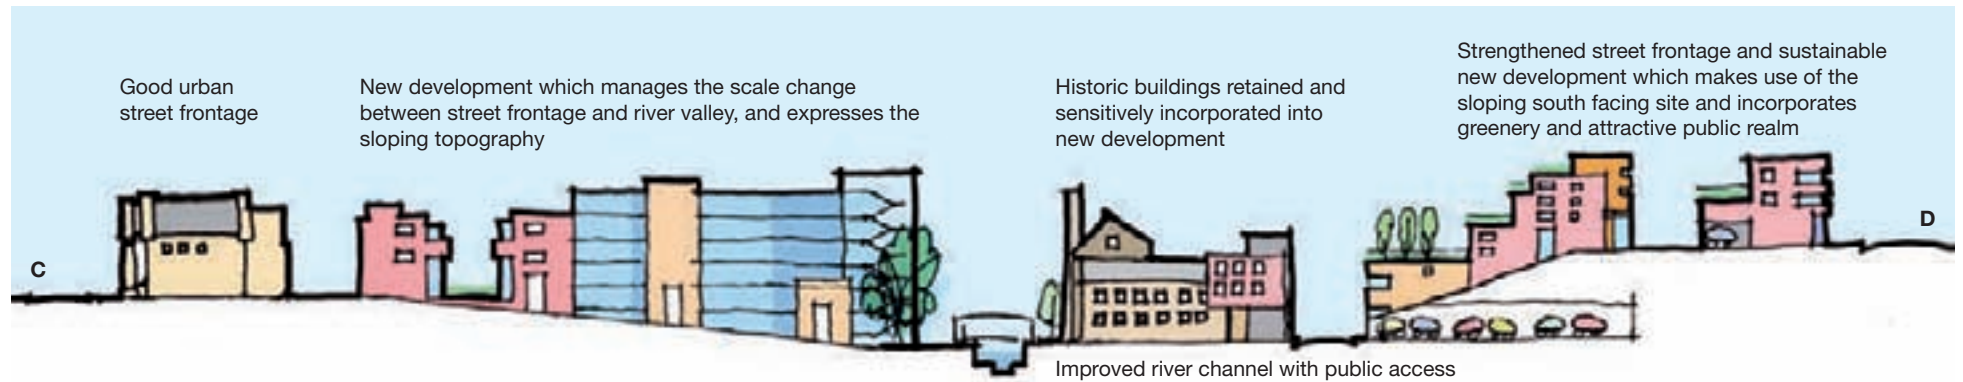 Good urban
street frontage
New development which manages the scale change
between street frontage and river valley, and expresses the
sloping topography
Historic buildings retained and
sensitively incorporated into
new development
Strengthened street frontage and sustainable
new development which makes use of the
sloping south facing site and incorporates
greenery and attractive public realm
C
D
Improved river channel with public access